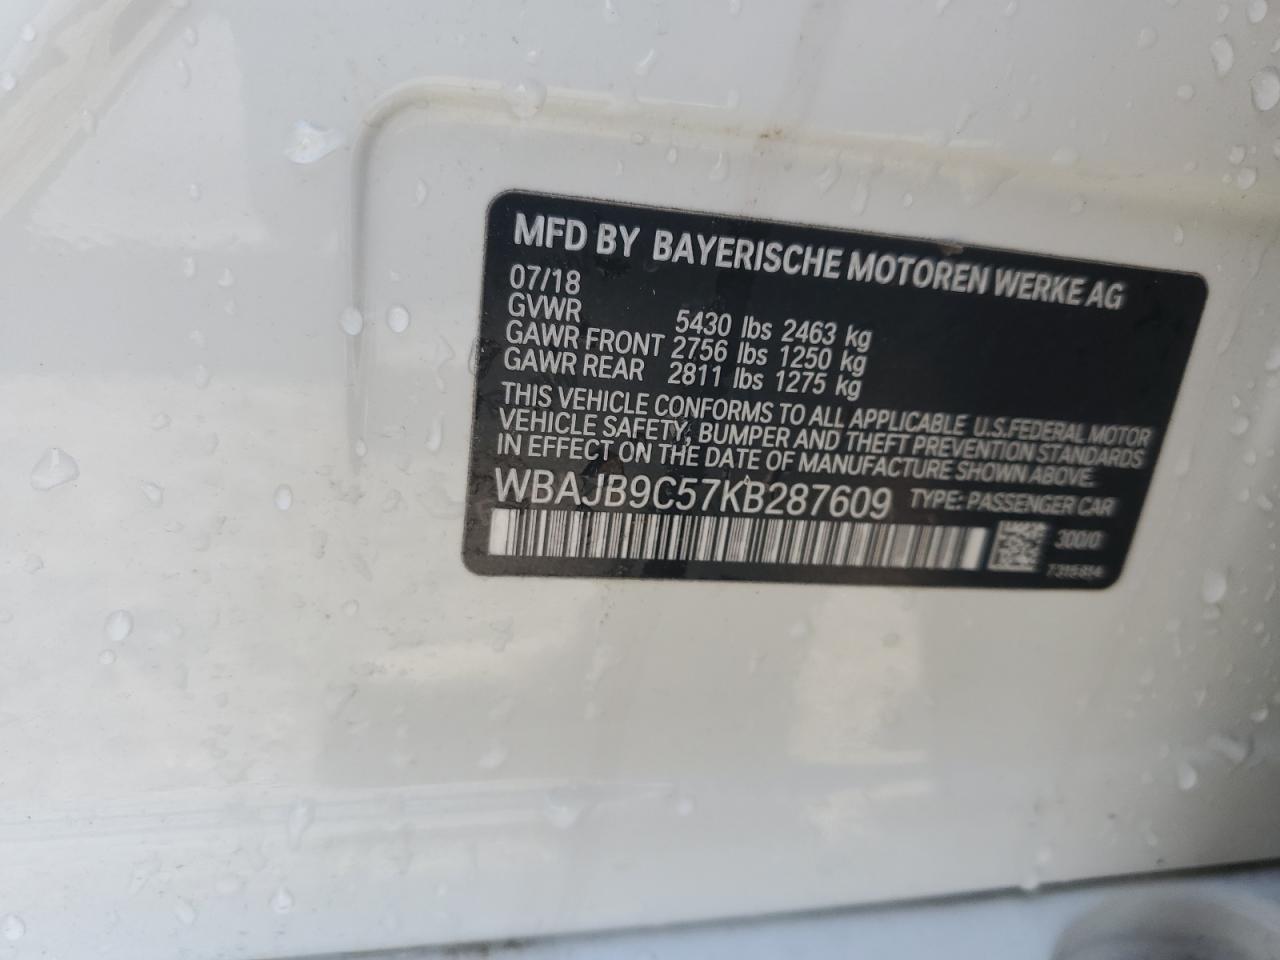 MFD BY BAYERISCHE MOTOREN WERKE AG
07/18
GVWR 5430 lbs 2463 kg
GAWR FRONT 2756 lbs 1250 kg
GAWR REAR 2811 lbs 1275 kg
THIS VEHICLE CONFORMS TO ALL APPLICABLE U.S.FEDERAL MOTOR
VEHICLE SAFETY, BUMPER AND THEFT PREVENTION STANDARDS
IN EFFECT ON THE DATE OF MANUFACTURE SHOWN ABOVE.
WBAJB9C57KB287609 TYPE: PASSENGER CAR
300/0
7315814